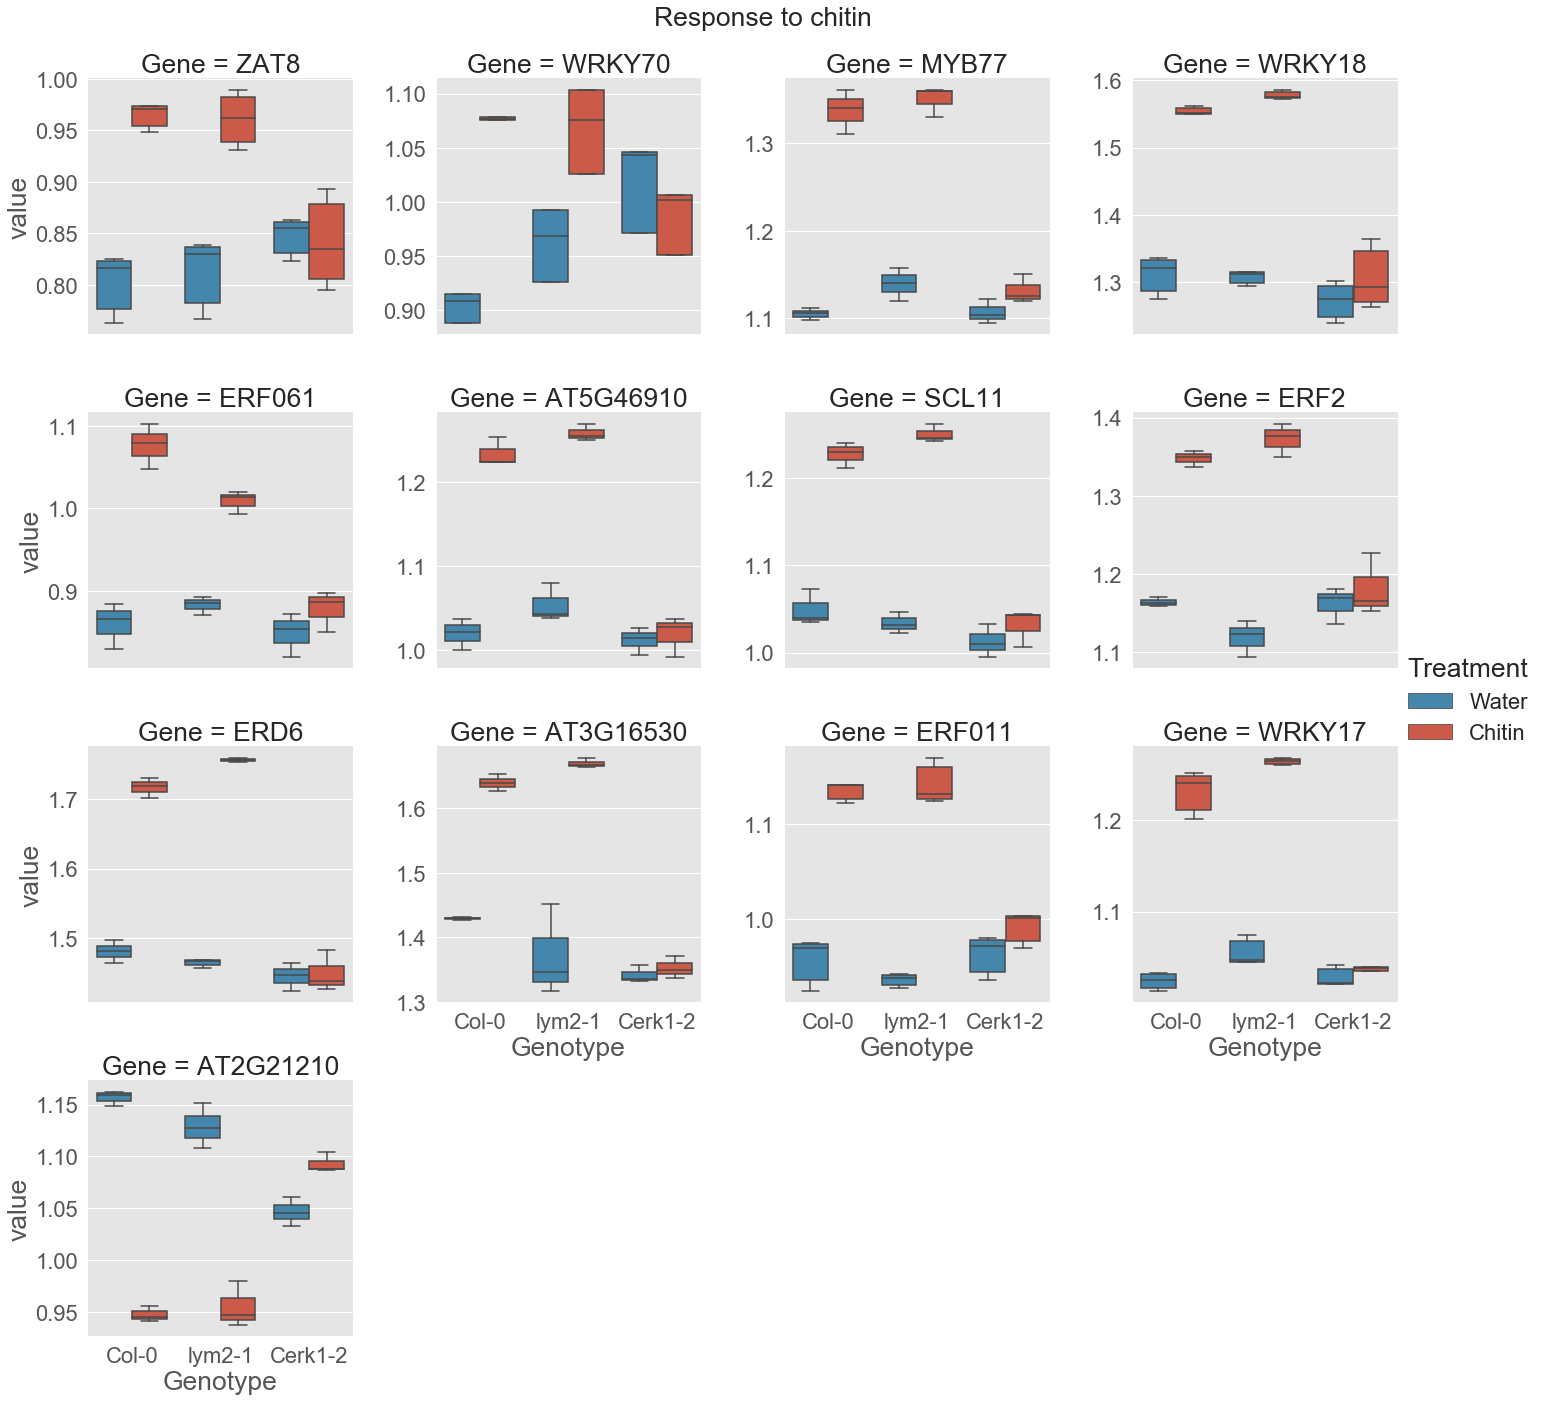 Response to chitin
Gene = ZAT8
Gene = WRKY70
Gene = MYB77
Gene = WRKY18
value
1.00
0.95
0.90
0.85
0.80
1.10
1.05
1.00
0.95
0.90
1.3
1.2
1.1
1.6
1.5
1.4
1.3
Gene = ERF061
Gene = AT5G46910
Gene = SCL11
Gene = ERF2
value
1.1
1.0
0.9
1.2
1.1
1.0
1.2
1.1
1.0
1.4
1.3
1.2
1.1
Treatment
Water
Chitin
Gene = ERD6
Gene = AT3G16530
Gene = ERF011
Gene = WRKY17
value
1.7
1.6
1.5
1.6
1.5
1.4
1.3
1.1
1.0
1.2
1.1
Col-0 lym2-1 Cerk1-2
Genotype
Col-0 lym2-1 Cerk1-2
Genotype
Col-0 lym2-1 Cerk1-2
Genotype
Gene = AT2G21210
value
1.15
1.10
1.05
1.00
0.95
Col-0 lym2-1 Cerk1-2
Genotype